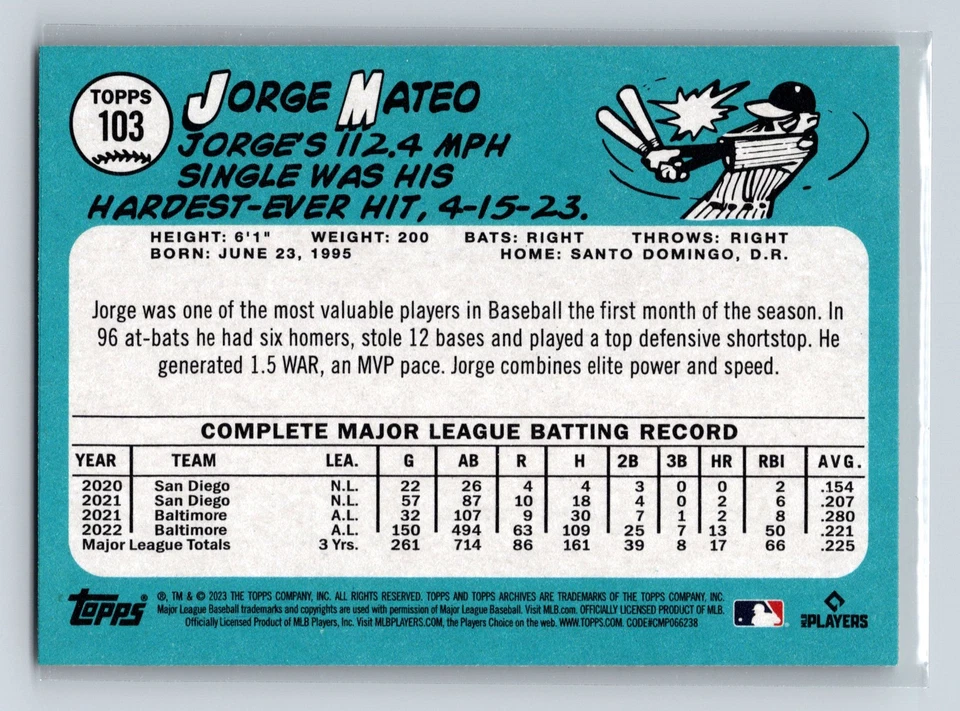 TOPPS
103
JORGE MATEO
JORGE'S 112.4 MPH
SINGLE WAS HIS
HARDEST-EVER HIT, 4-15-23.
HEIGHT: 6'1" WEIGHT: 200 BATS: RIGHT THROWS: RIGHT
BORN: JUNE 23, 1995 HOME: SANTO DOMINGO, D.R.
Jorge was one of the most valuable players in Baseball the first month of the season. In
96 at-bats he had six homers, stole 12 bases and played a top defensive shortstop. He
generated 1.5 WAR, an MVP pace. Jorge combines elite power and speed.
COMPLETE MAJOR LEAGUE BATTING RECORD
YEAR TEAM LEA. G AB R H 2B 3B HR RBI AVG.
2020 San Diego N.L. 22 26 4 4 3 0 0 2 .154
2021 San Diego N.L. 57 87 10 18 4 0 2 6 .207
2021 Baltimore A.L. 32 107 9 30 7 1 2 8 .280
2022 Baltimore A.L. 150 494 63 109 25 7 13 50 .221
Major League Totals 3 Yrs. 261 714 86 161 39 8 17 66 .225
topps ®, TM & © 2023 THE TOPPS COMPANY, INC. ALL RIGHTS RESERVED. TOPPS AND TOPPS ARCHIVES ARE TRADEMARKS OF THE TOPPS COMPANY, INC.
Major League Baseball trademarks and copyrights are used with permission of Major League Baseball. Visit MLB.com. OFFICIALLY LICENSED PRODUCT OF MLB.
Officially Licensed Product of MLB Players, Inc. Visit MLBPLAYERS.COM, the Players Choice on the web. WWW.TOPPS.COM. CODE#CMP066238
MLB PLAYERS